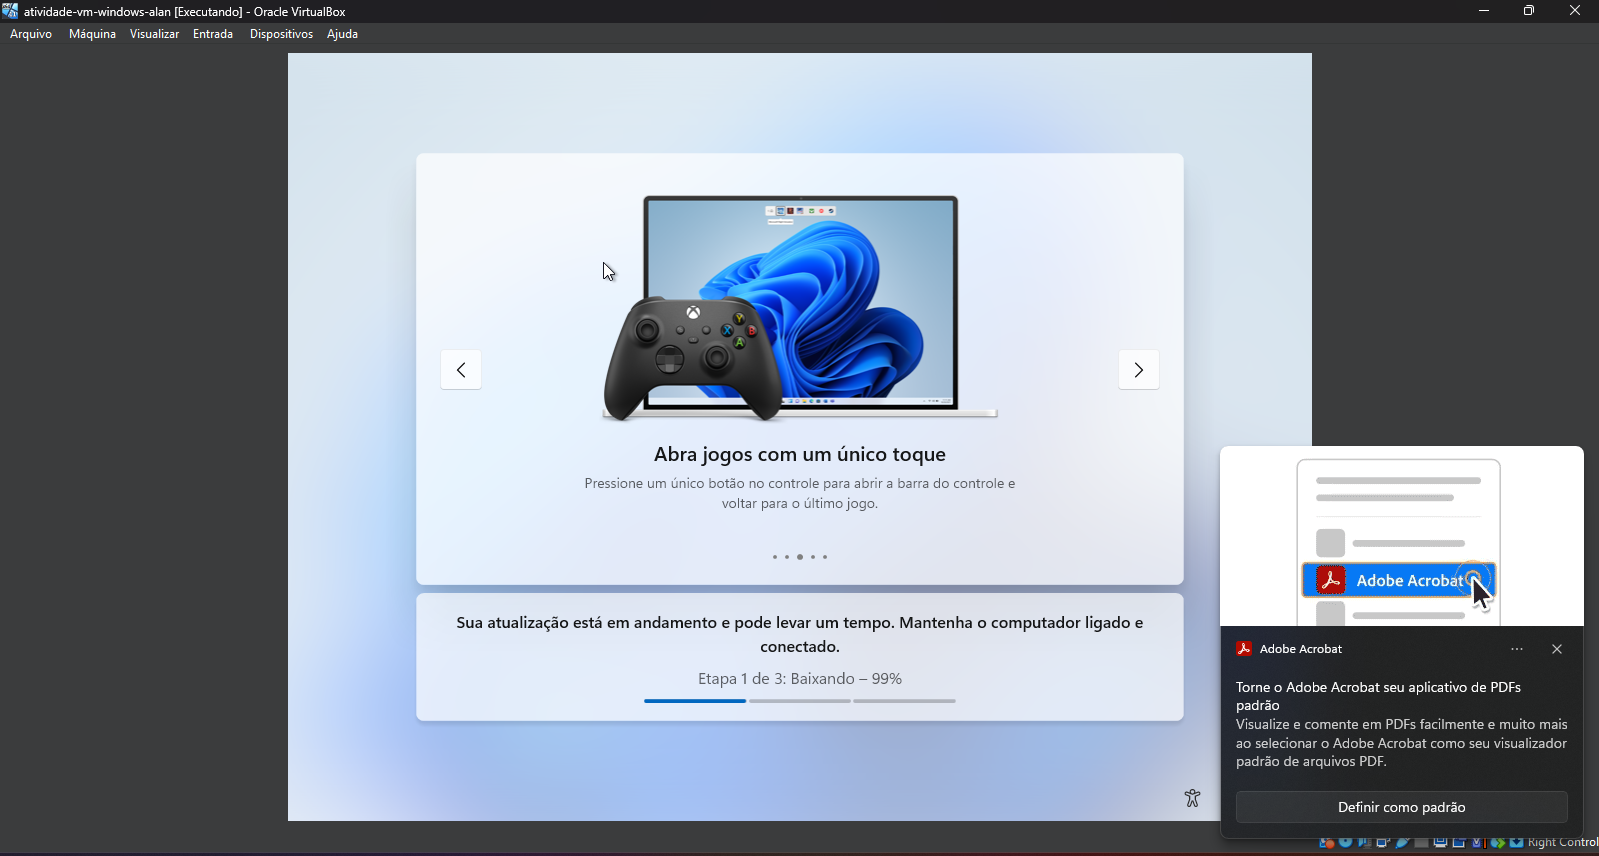 atividade-vm-windows-alan [Executando] - Oracle VirtualBox
Arquivo Máquina Visualizar Entrada Dispositivos Ajuda
Y
X B
A
Abra jogos com um único toque
Pressione um único botão no controle para abrir a barra do controle e
voltar para o último jogo.
Sua atualização está em andamento e pode levar um tempo. Mantenha o computador ligado e
conectado.
Etapa 1 de 3: Baixando – 99%
Adobe Acrobat
Adobe Acrobat
Torne o Adobe Acrobat seu aplicativo de PDFs
padrão
Visualize e comente em PDFs facilmente e muito mais
ao selecionar o Adobe Acrobat como seu visualizador
padrão de arquivos PDF.
Definir como padrão
Right Control